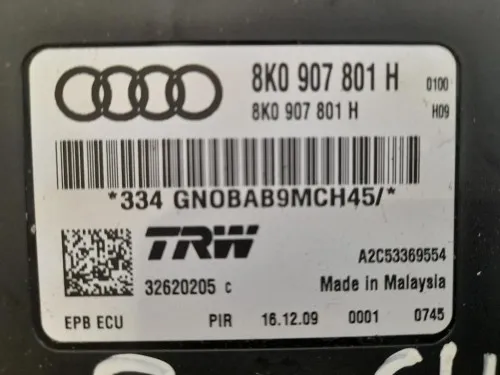 8K0 907 801 H 0100
8K0 907 801 H H09
*334 GNOBAB9MCH45/*
TRW A2C53369554
32620205 c Made in Malaysia
EPB ECU PIR 16.12.09 0001 0745